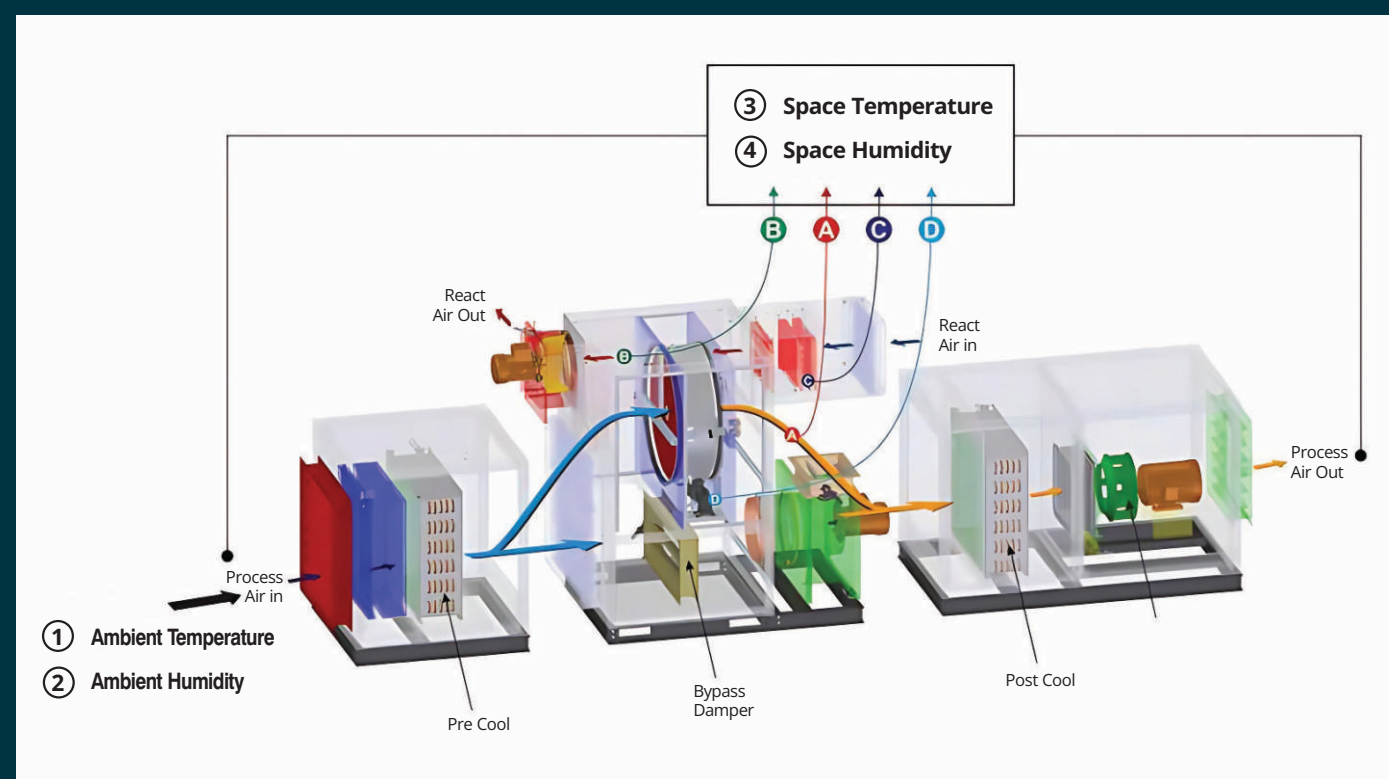 ③ Space Temperature
④ Space Humidity
B A C D
React
Air Out
React
Air in
B
C
A
D
Process
Air Out
Process
Air in
① Ambient Temperature
② Ambient Humidity
Pre Cool
Bypass
Damper
Post Cool